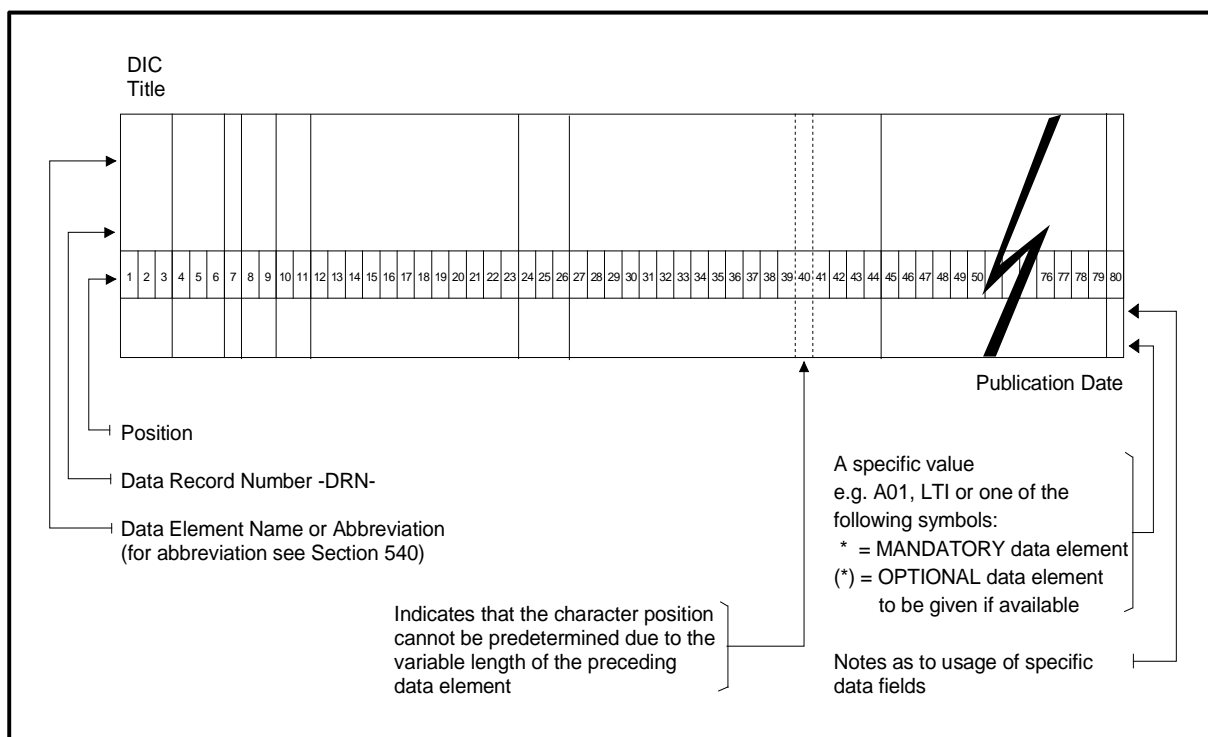 DIC
Title
1 2 3 4 5 6 7 8 9 10 11 12 13 14 15 16 17 18 19 20 21 22 23 24 25 26 27 28 29 30 31 32 33 34 35 36 37 38 39 40 41 42 43 44 45 46 47 48 49 50 76 77 78 79 80
Publication Date
Position
Data Record Number -DRN-
Data Element Name or Abbreviation
(for abbreviation see Section 540)
Indicates that the character position
cannot be predetermined due to the
variable length of the preceding
data element
A specific value
e.g. A01, LTI or one of the
following symbols:
* = MANDATORY data element
(*) = OPTIONAL data element
to be given if available
Notes as to usage of specific
data fields